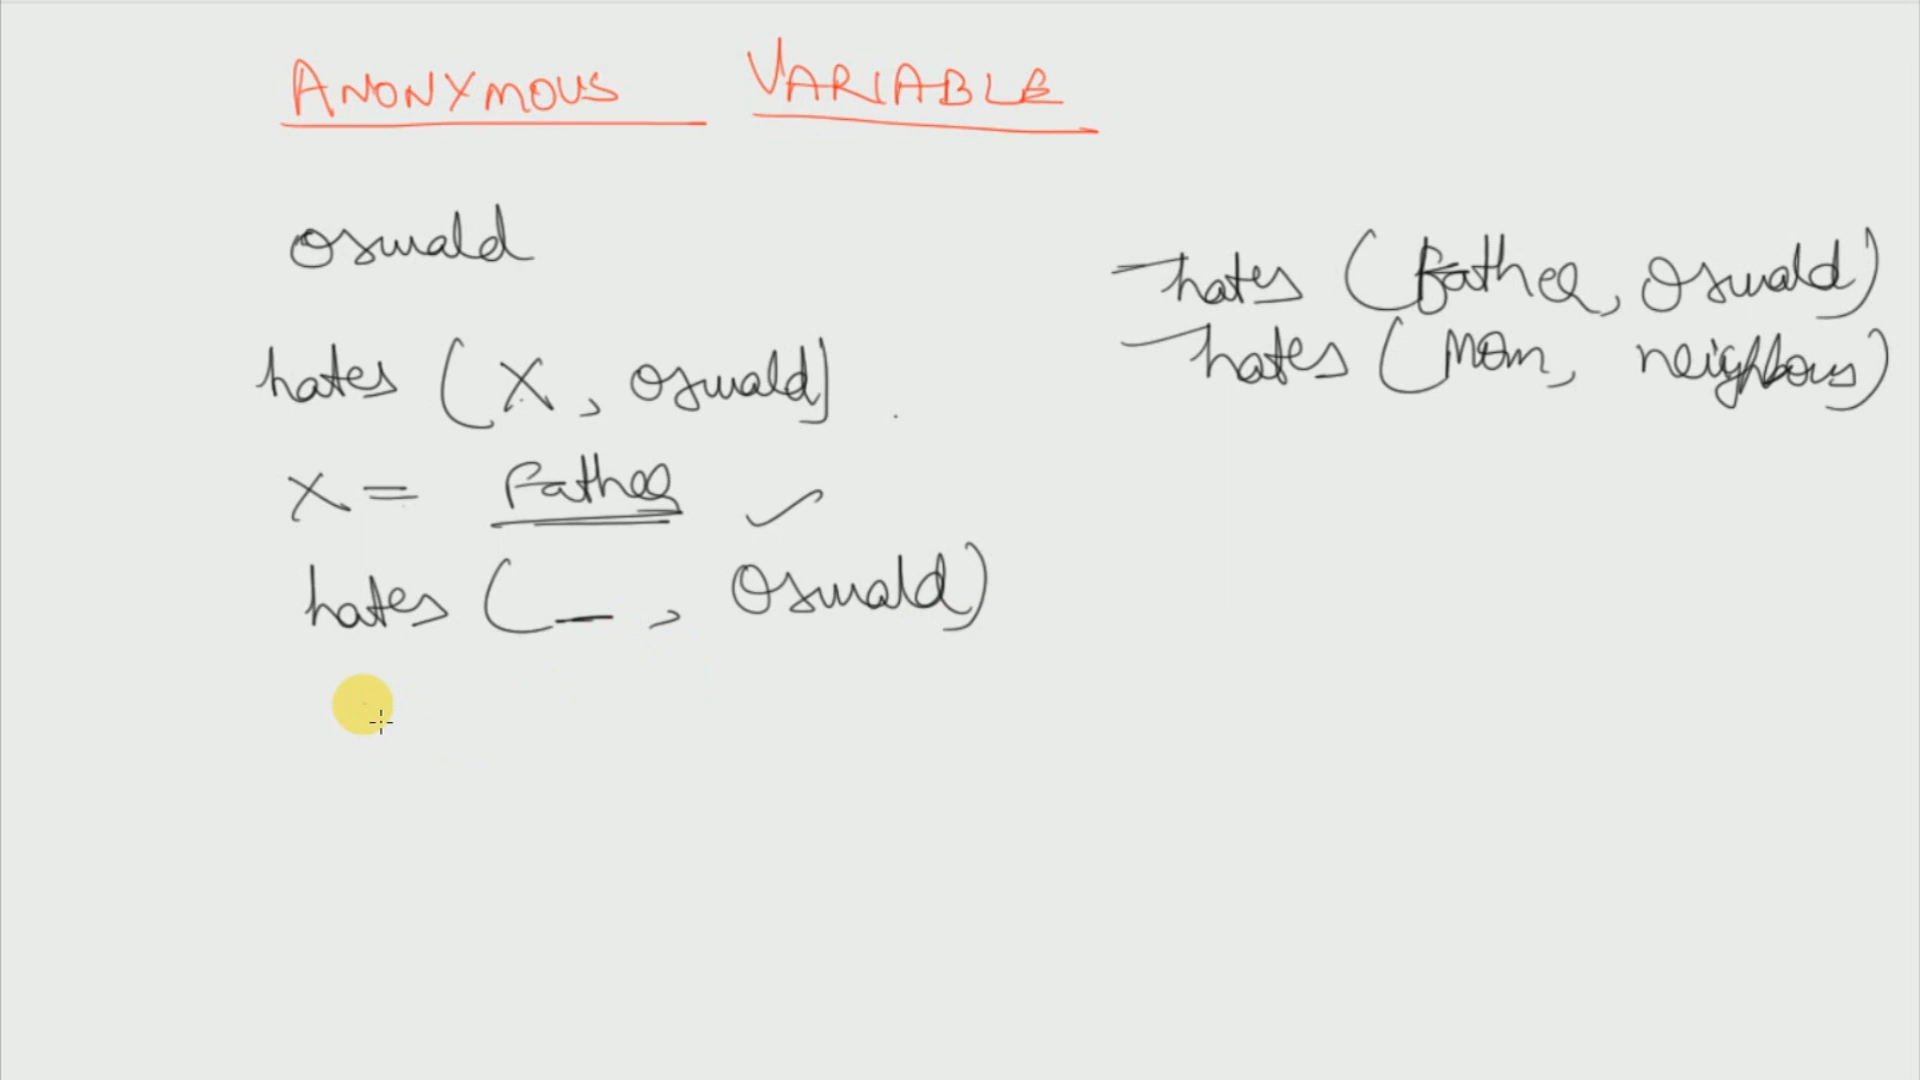 ANONYMOUS VARIABLE
oswald
hates (X, oswald)
X = Father
hates (_, Oswald)
hates (Father, Oswald)
hates (Mom, neighbours)